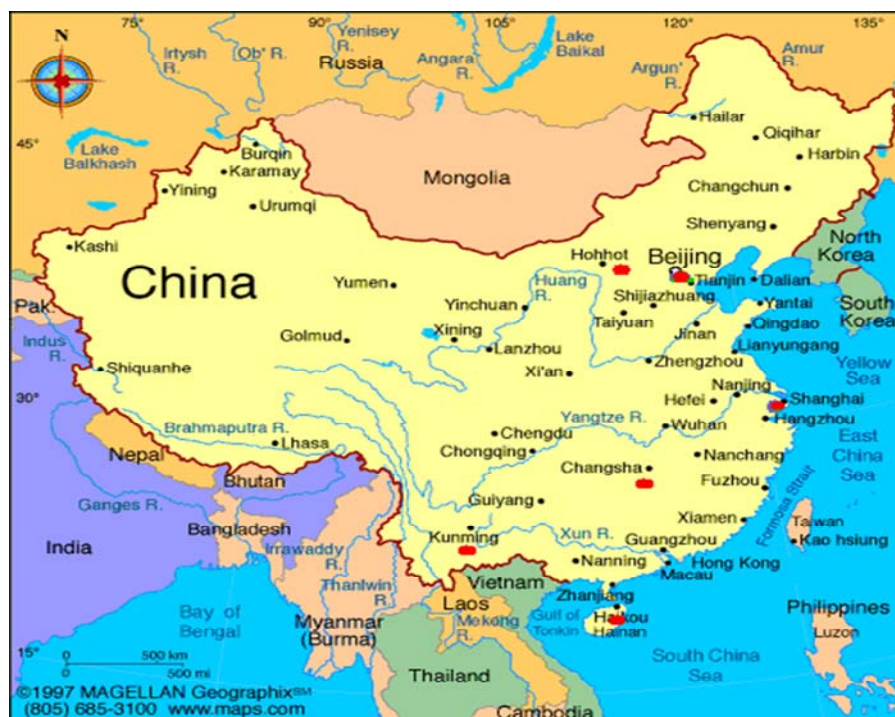 75°
90°
105°
120°
135°
N
Irtysh
R.
Ob' R.
Yenisey
R.
Russia
Angara
R.
Lake
Baikal
Argun'
R.
Amur
R.
45°
Lake
Balkhash
Burqin
Karamay
Yining
Urumqi
Kashi
Mongolia
Hailar
Qiqihar
Harbin
Changchun
Shenyang
North
Korea
South
Korea
China
Yumen
Hohhot
Beijing
Tianjin
Dalian
Huang
R.
Shijiazhuang
Yantai
Yinchuan
Taiyuan
Jinan
Qingdao
Pak.
Indus
R.
Golmud
Xining
Lanzhou
Lianyungang
Zhengzhou
Yellow
Sea
Shiquanhe
Xi'an
30°
Nanjing
Hefei
Shanghai
Hangzhou
Brahmaputra R.
Lhasa
Chengdu
Yangtze R.
Wuhan
East
China
Sea
Nepal
Chongqing
Nanchang
Changsha
Bhutan
Fuzhou
Ganges R.
Guiyang
Formosa Strait
Bangladesh
Kunming
Xun R.
Xiamen
Taiwan
India
Irrawaddy
R.
Guangzhou
Kao hsiung
Nanning
Hong Kong
Macau
Thanlwin
R.
Vietnam
Laos
Zhanjiang
Bay of
Bengal
Myanmar
(Burma)
Mekong
R.
Gulf of
Tonkin
Haikou
Hainan
Philippines
Luzon
15°
0
500 km
0
500 mi
Thailand
South China
Sea
Cambodia
©1997 MAGELLAN Geographix℠
(805) 685-3100 www.maps.com